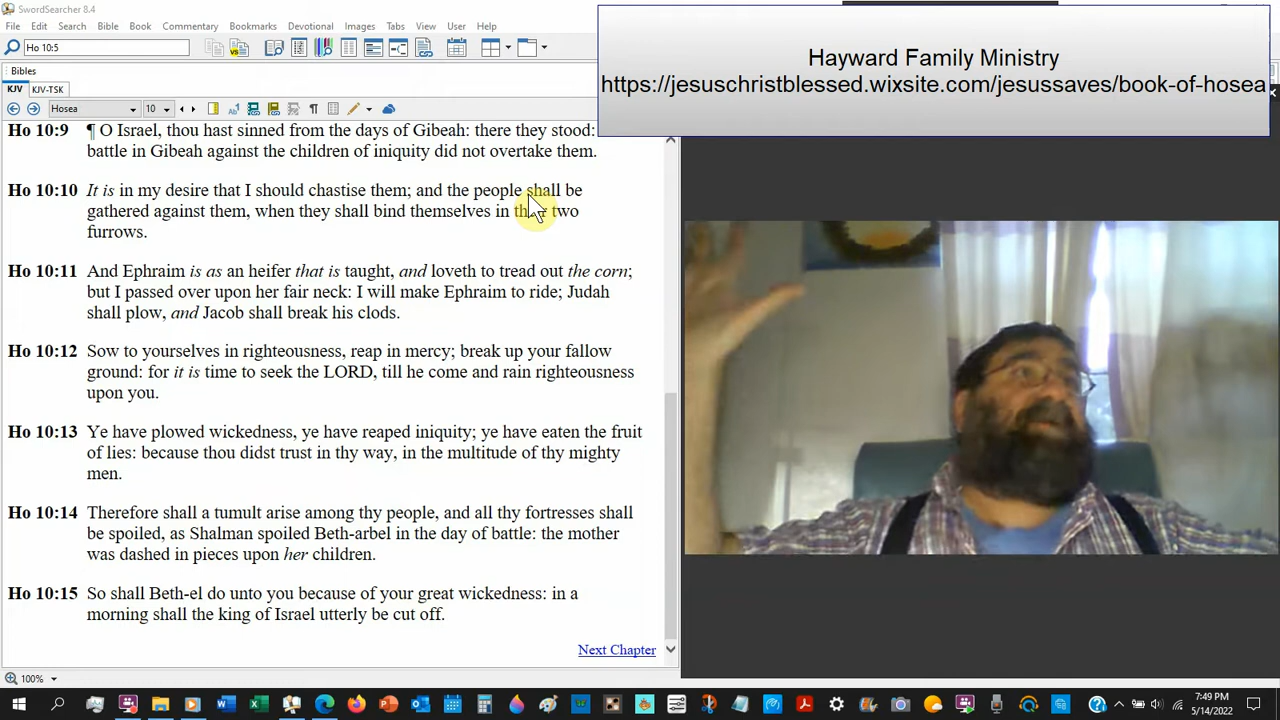 SwordSearcher 8.4
File Edit Search Bible Book Commentary Bookmarks Devotional Images Tabs View User Help
Ho 10:5
Hayward Family Ministry
https://jesuschristblessed.wixsite.com/jesussaves/book-of-hosea
Bibles
KJV KJV-TSK
Hosea 10
Ho 10:9 ¶ O Israel, thou hast sinned from the days of Gibeah: there they stood:
battle in Gibeah against the children of iniquity did not overtake them.
Ho 10:10 It is in my desire that I should chastise them; and the people shall be
gathered against them, when they shall bind themselves in two
furrows.
Ho 10:11 And Ephraim is as an heifer that is taught, and loveth to tread out the corn;
but I passed over upon her fair neck: I will make Ephraim to ride; Judah
shall plow, and Jacob shall break his clods.
Ho 10:12 Sow to yourselves in righteousness, reap in mercy; break up your fallow
ground: for it is time to seek the LORD, till he come and rain righteousness
upon you.
Ho 10:13 Ye have plowed wickedness, ye have reaped iniquity; ye have eaten the fruit
of lies: because thou didst trust in thy way, in the multitude of thy mighty
men.
Ho 10:14 Therefore shall a tumult arise among thy people, and all thy fortresses shall
be spoiled, as Shalman spoiled Beth-arbel in the day of battle: the mother
was dashed in pieces upon her children.
Ho 10:15 So shall Beth-el do unto you because of your great wickedness: in a
morning shall the king of Israel utterly be cut off.
Next Chapter
100%
7:49 PM
5/14/2022